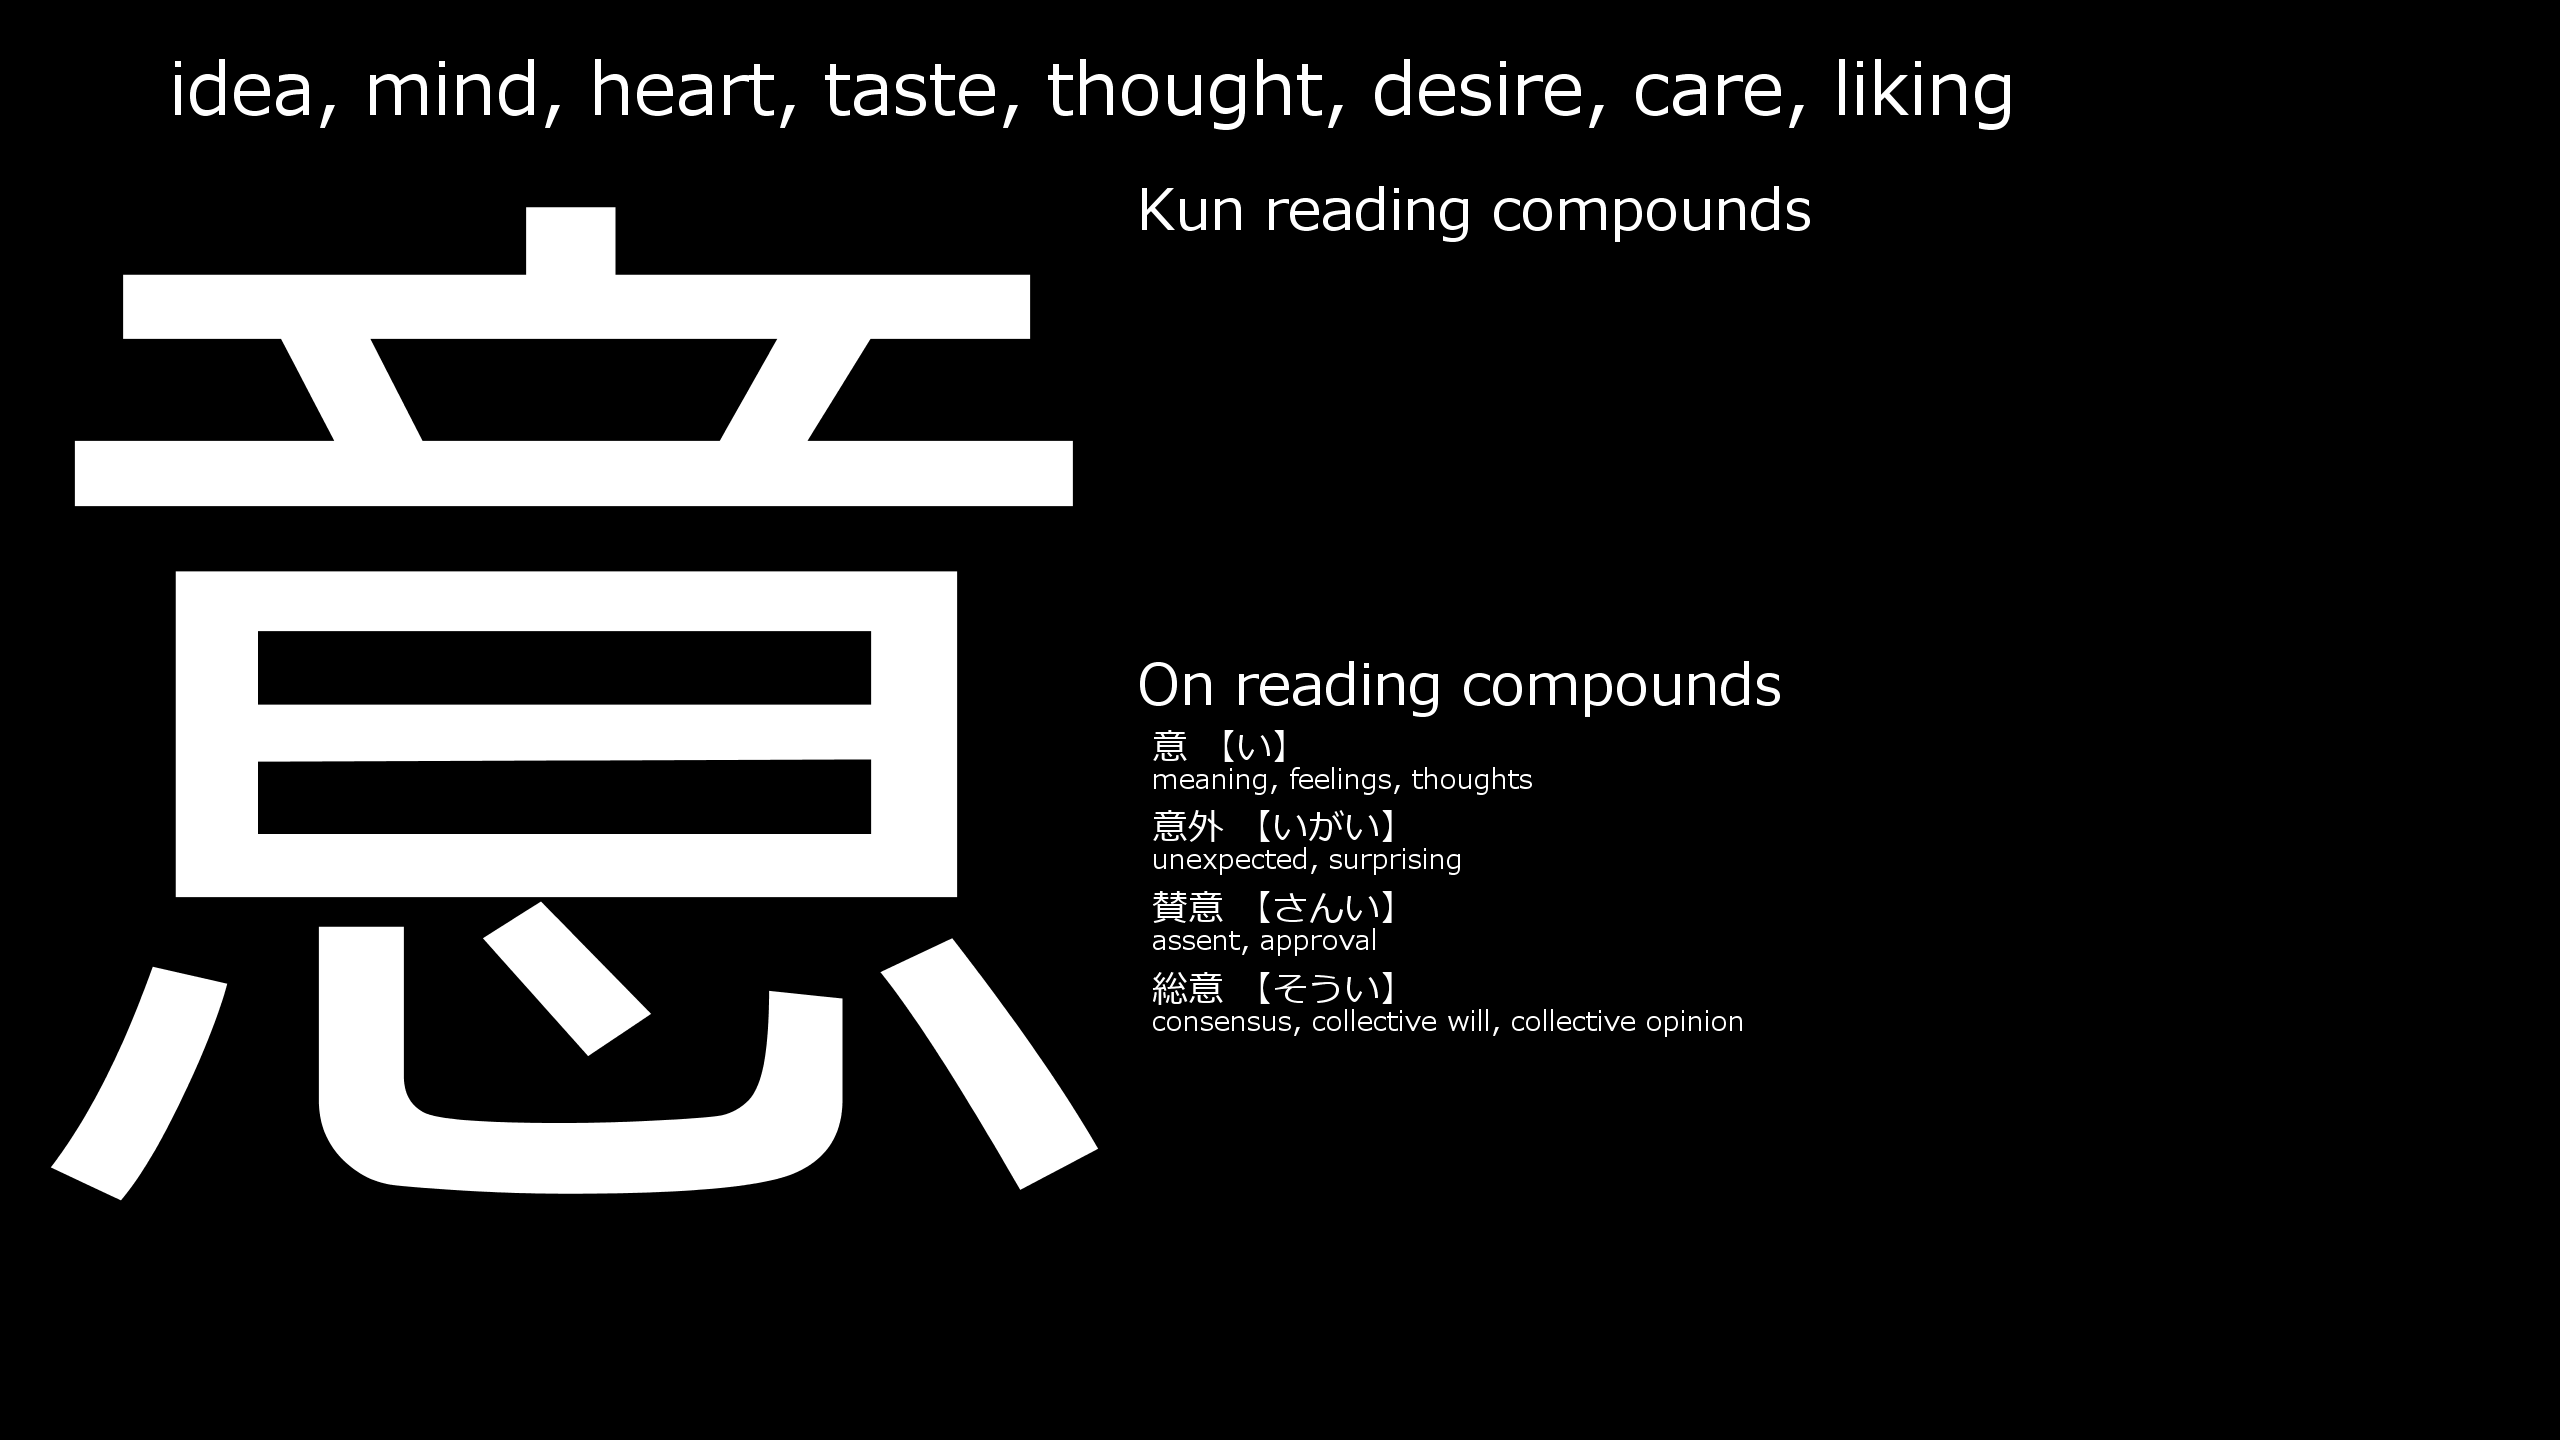 idea, mind, heart, taste, thought, desire, care, liking
意
Kun reading compounds
On reading compounds
意 【い】
meaning, feelings, thoughts
意外 【いがい】
unexpected, surprising
賛意 【さんい】
assent, approval
総意 【そうい】
consensus, collective will, collective opinion